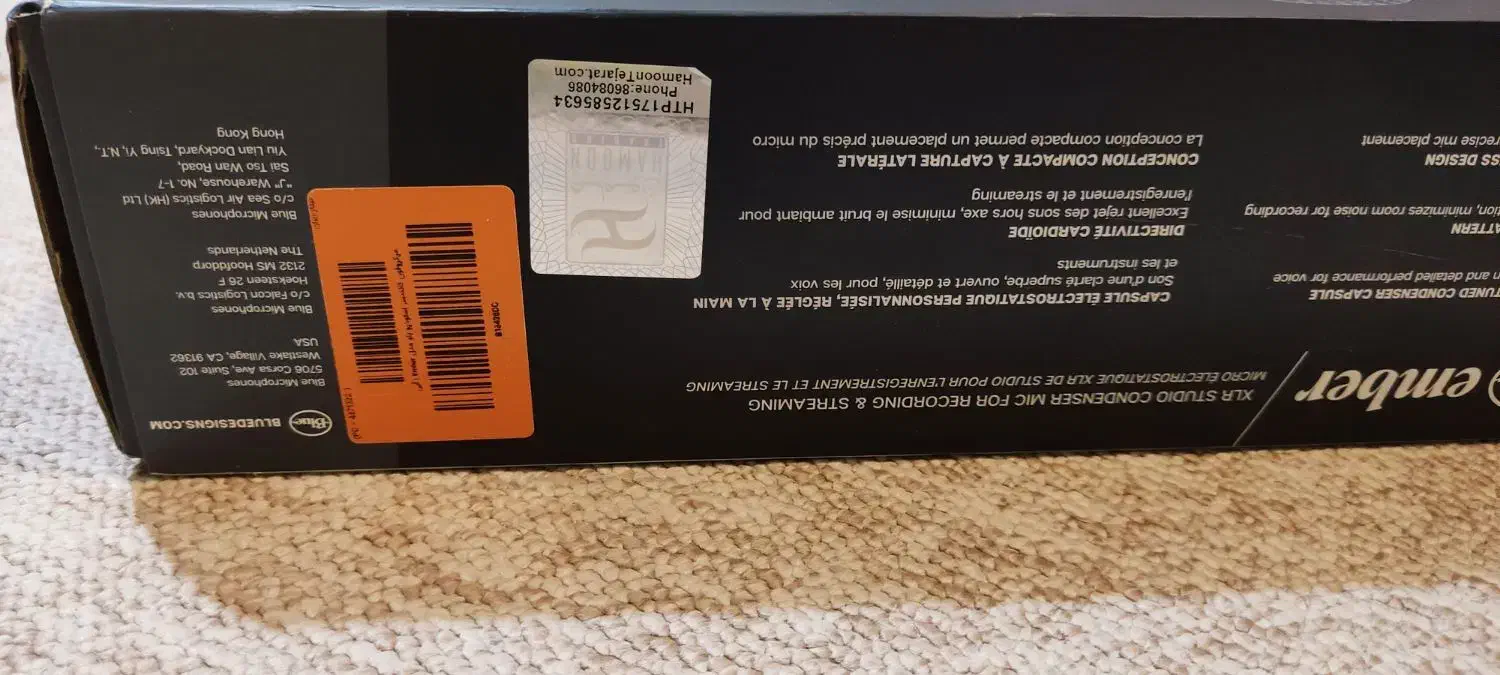 ember
XLR STUDIO CONDENSER MIC FOR RECORDING & STREAMING
MICRO ÉLECTROSTATIQUE XLR DE STUDIO POUR L'ENREGISTREMENT ET LE STREAMING
TUNED CONDENSER CAPSULE
and detailed performance for voice
minimizes room noise for recording
SS DESIGN
mic placement
CAPSULE ÉLECTROSTATIQUE PERSONNALISÉE, RÉGLÉE À LA MAIN
Son d'une clarté superbe, ouvert et détaillé, pour les voix
et les instruments
DIRECTIVITÉ CARDIOÏDE
Excellent rejet des sons hors axe, minimise le bruit ambiant pour
l'enregistrement et le streaming
CONCEPTION COMPACTE À CAPTURE LATÉRALE
La conception compacte permet un placement précis du micro
HAMOON
HTP17512585634
Phone:86084086
HamoonTejarat.com
Blue BLUEDESIGNS.COM
Blue Microphones
5706 Corsa Ave, Suite 102
Westlake Village, CA 91362
USA
Blue Microphones
c/o Falcon Logistics b.v.
Hoeksteen 26 F
2132 MS Hoofddorp
The Netherlands
Blue Microphones
c/o Sea Air Logistics (HK) Ltd
"J" Warehouse, No. 1-7
Sai Tso Wan Road,
Yiu Lian Dockyard, Tsing Yi, N.T.,
Hong Kong